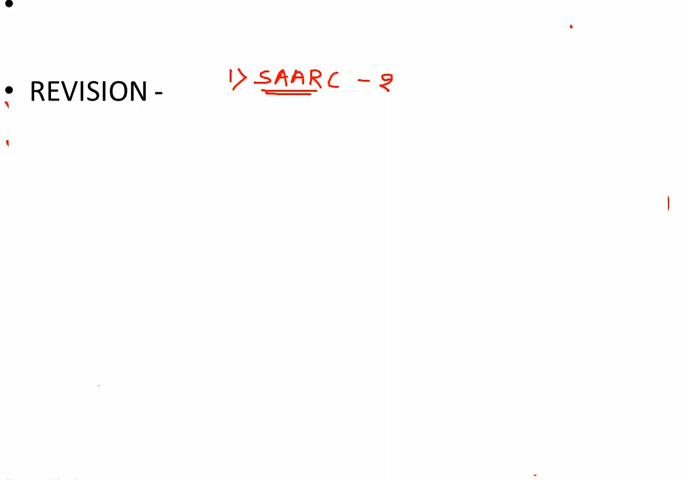 • REVISION - 1) SAARC -